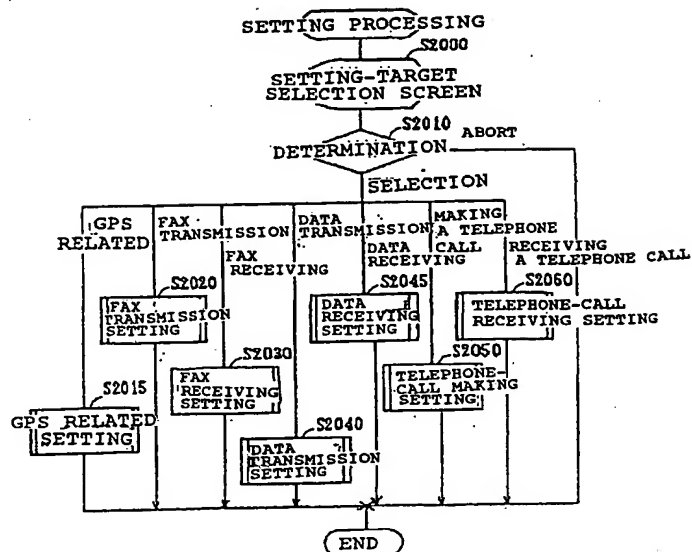 SETTING PROCESSING
S2000
SETTING-TARGET
SELECTION SCREEN
S2010
ABORT
DETERMINATION
SELECTION
GPS
RELATED
FAX
TRANSMISSION
FAX
RECEIVING
DATA
TRANSMISSION
DATA
RECEIVING
MAKING
A TELEPHONE
CALL
RECEIVING
A TELEPHONE CALL
S2020
FAX
TRANSMISSION
SETTING
S2045
DATA
RECEIVING
SETTING
S2060
TELEPHONE-CALL
RECEIVING SETTING
S2030
FAX
RECEIVING
SETTING
S2050
TELEPHONE-
CALL MAKING
SETTING
S2015
GPS RELATED
SETTING
S2040
DATA
TRANSMISSION
SETTING
END